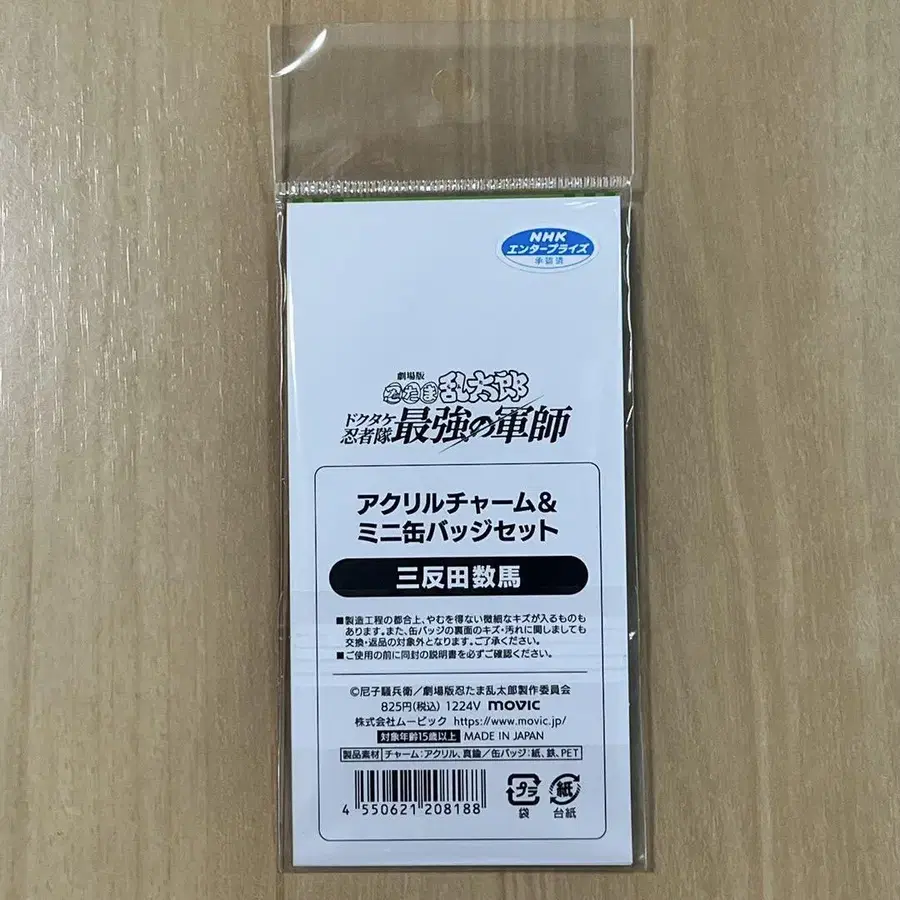 NHK
エンタープライズ
承認済
劇場版
忍たま乱太郎
ドクタケ
忍者隊 最強の軍師
アクリルチャーム&
ミニ缶バッジセット
三反田数馬
■製造工程の都合上、やむを得ない微細なキズが入るものも
あります。また、缶バッジの裏面のキズ・汚れに関しましても
交換・返品の対象外となります。ご了承ください。
■ご使用の前に同封の説明書を必ずご確認ください。
©尼子騒兵衛/劇場版忍たま乱太郎製作委員会
825円(税込) 1224V movic
株式会社ムービック https://www.movic.jp/
対象年齢15歳以上 MADE IN JAPAN
製品素材 チャーム:アクリル、真鍮/缶バッジ:紙、鉄、PET
4 550621 208188
プラ 紙
袋 台紙